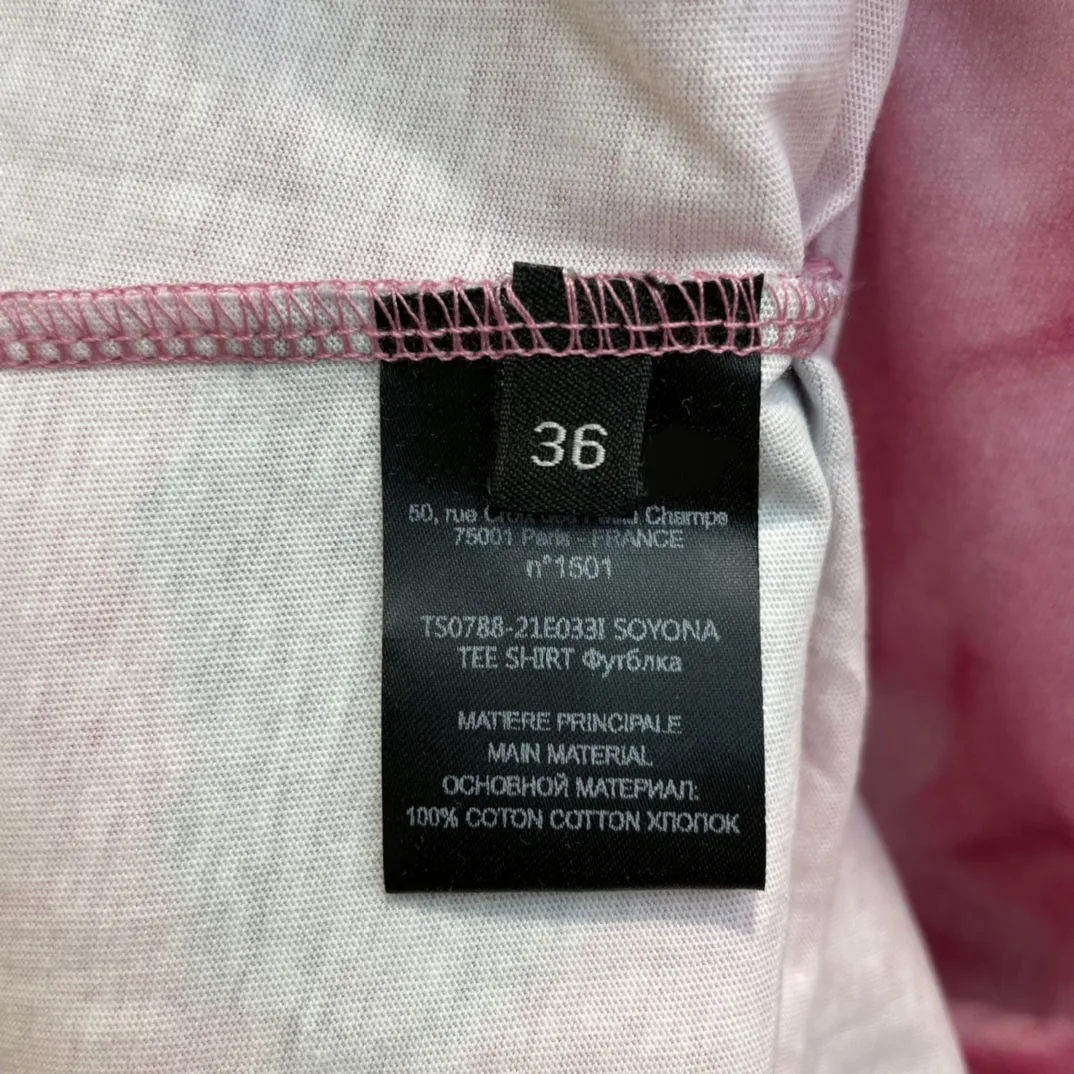 36
50, rue Champs
75001 Paris - FRANCE
n°1501
TS0788-21E033I SOYONA
TEE SHIRT Футблка
MATIERE PRINCIPALE
MAIN MATERIAL
ОСНОВНОЙ МАТЕРИАЛ:
100% COTON COTTON ХЛОПОК